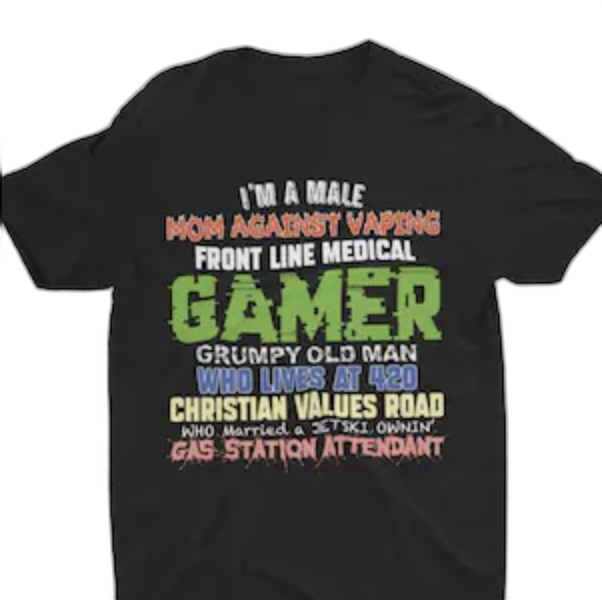 I'M A MALE
MOM AGAINST VAPING
FRONT LINE MEDICAL
GAMER
GRUMPY OLD MAN
WHO LIVES AT 420
CHRISTIAN VALUES ROAD
WHO Married a JETSKI OWNIN'
GAS STATION ATTENDANT